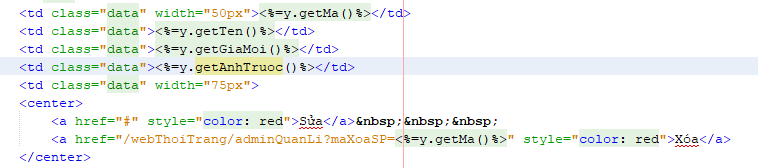 <td class="data" width="50px"><%=y.getMa()%></td>
<td class="data"><%=y.getTen()%></td>
<td class="data"><%=y.getGiaMoi()%></td>
<td class="data"><%=y.getAnhTruoc()%></td>
<td class="data" width="75px">
<center>
<a href="#" style="color: red">Sửa</a>&nbsp;&nbsp;&nbsp;
<a href="/webThoiTrang/adminQuanLi?maXoaSP=<%=y.getMa()%>" style="color: red">Xóa</a>
</center>